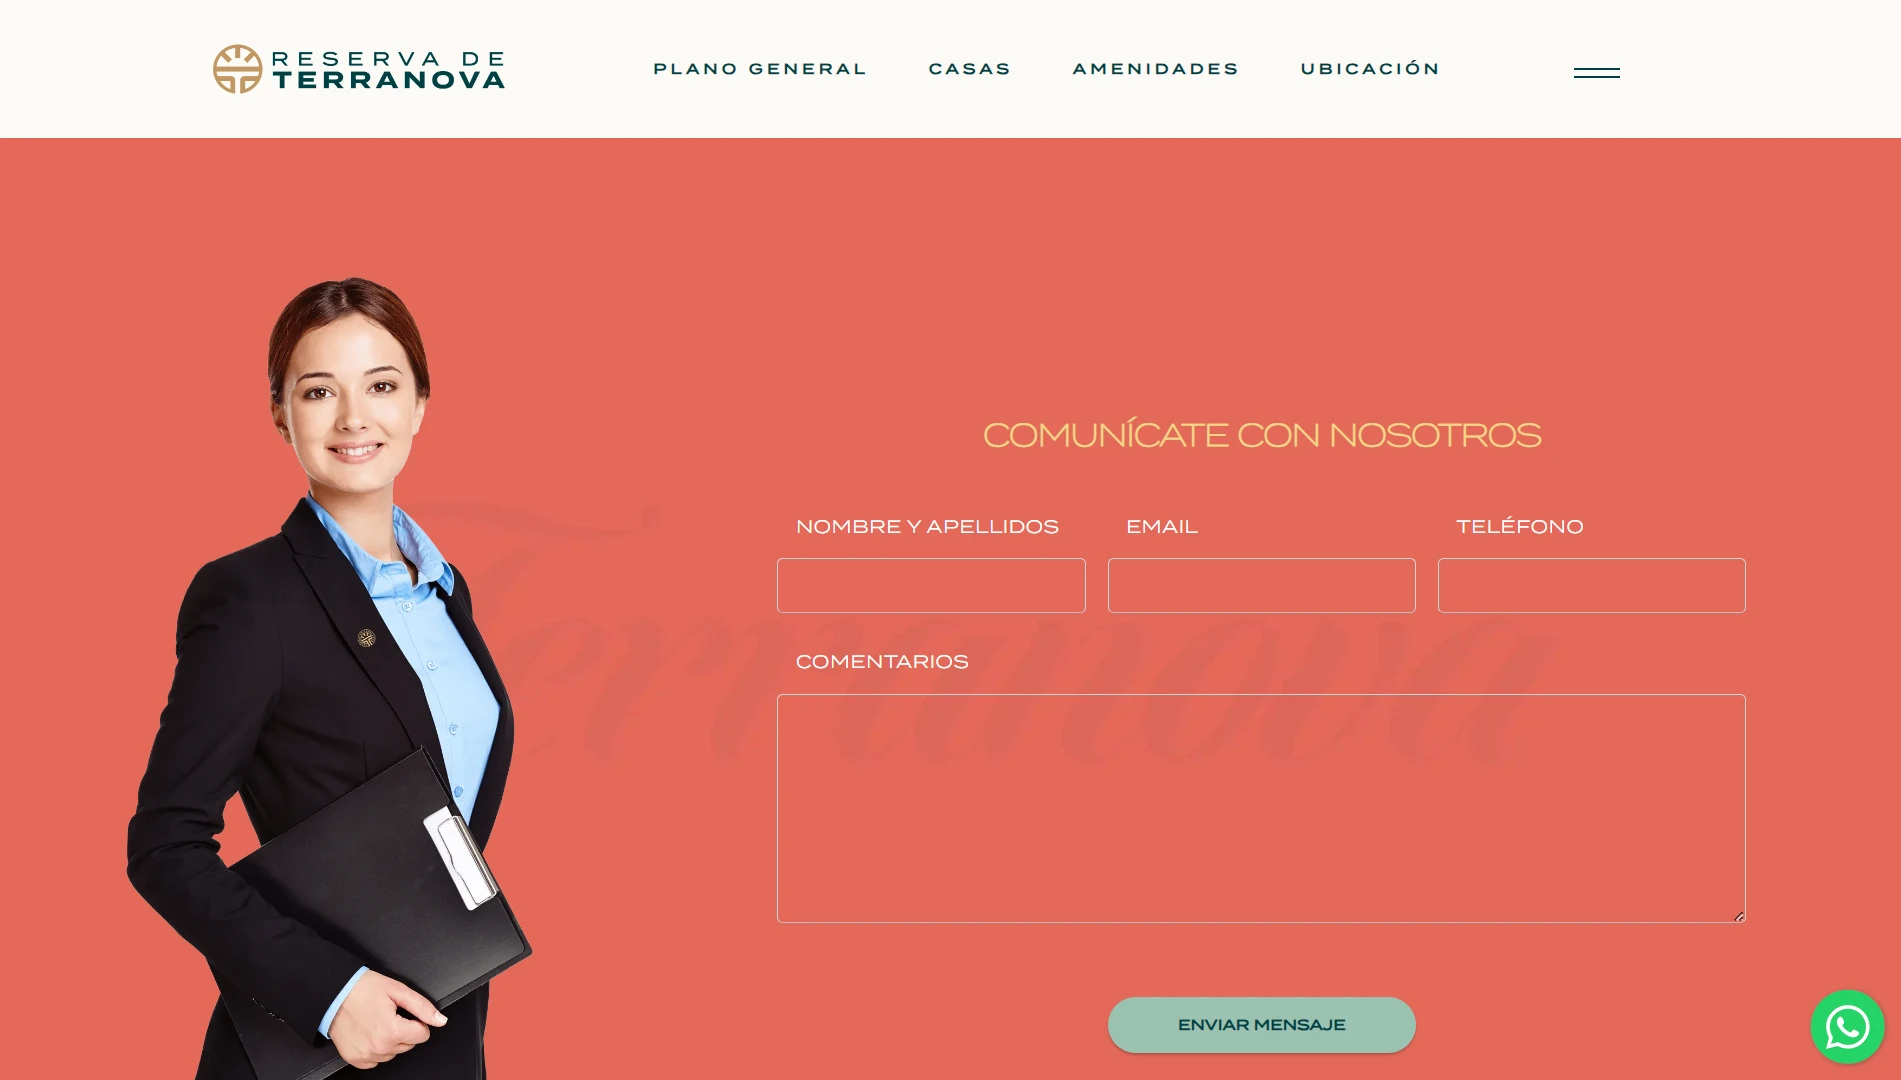 RESERVA DE
TERRANOVA
PLANO GENERAL
CASAS
AMENIDADES
UBICACIÓN
COMUNÍCATE CON NOSOTROS
NOMBRE Y APELLIDOS
EMAIL
TELÉFONO
Terranova
COMENTARIOS
ENVIAR MENSAJE